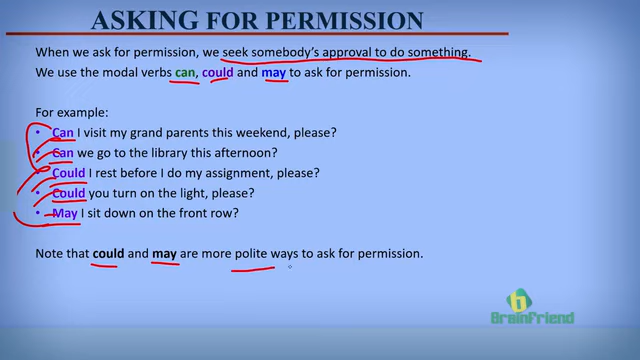 ASKING FOR PERMISSION
When we ask for permission, we seek somebody's approval to do something.
We use the modal verbs can, could and may to ask for permission.
For example:
• Can I visit my grand parents this weekend, please?
• Can we go to the library this afternoon?
• Could I rest before I do my assignment, please?
• Could you turn on the light, please?
• May I sit down on the front row?
Note that could and may are more polite ways to ask for permission.
b
Brainfriend